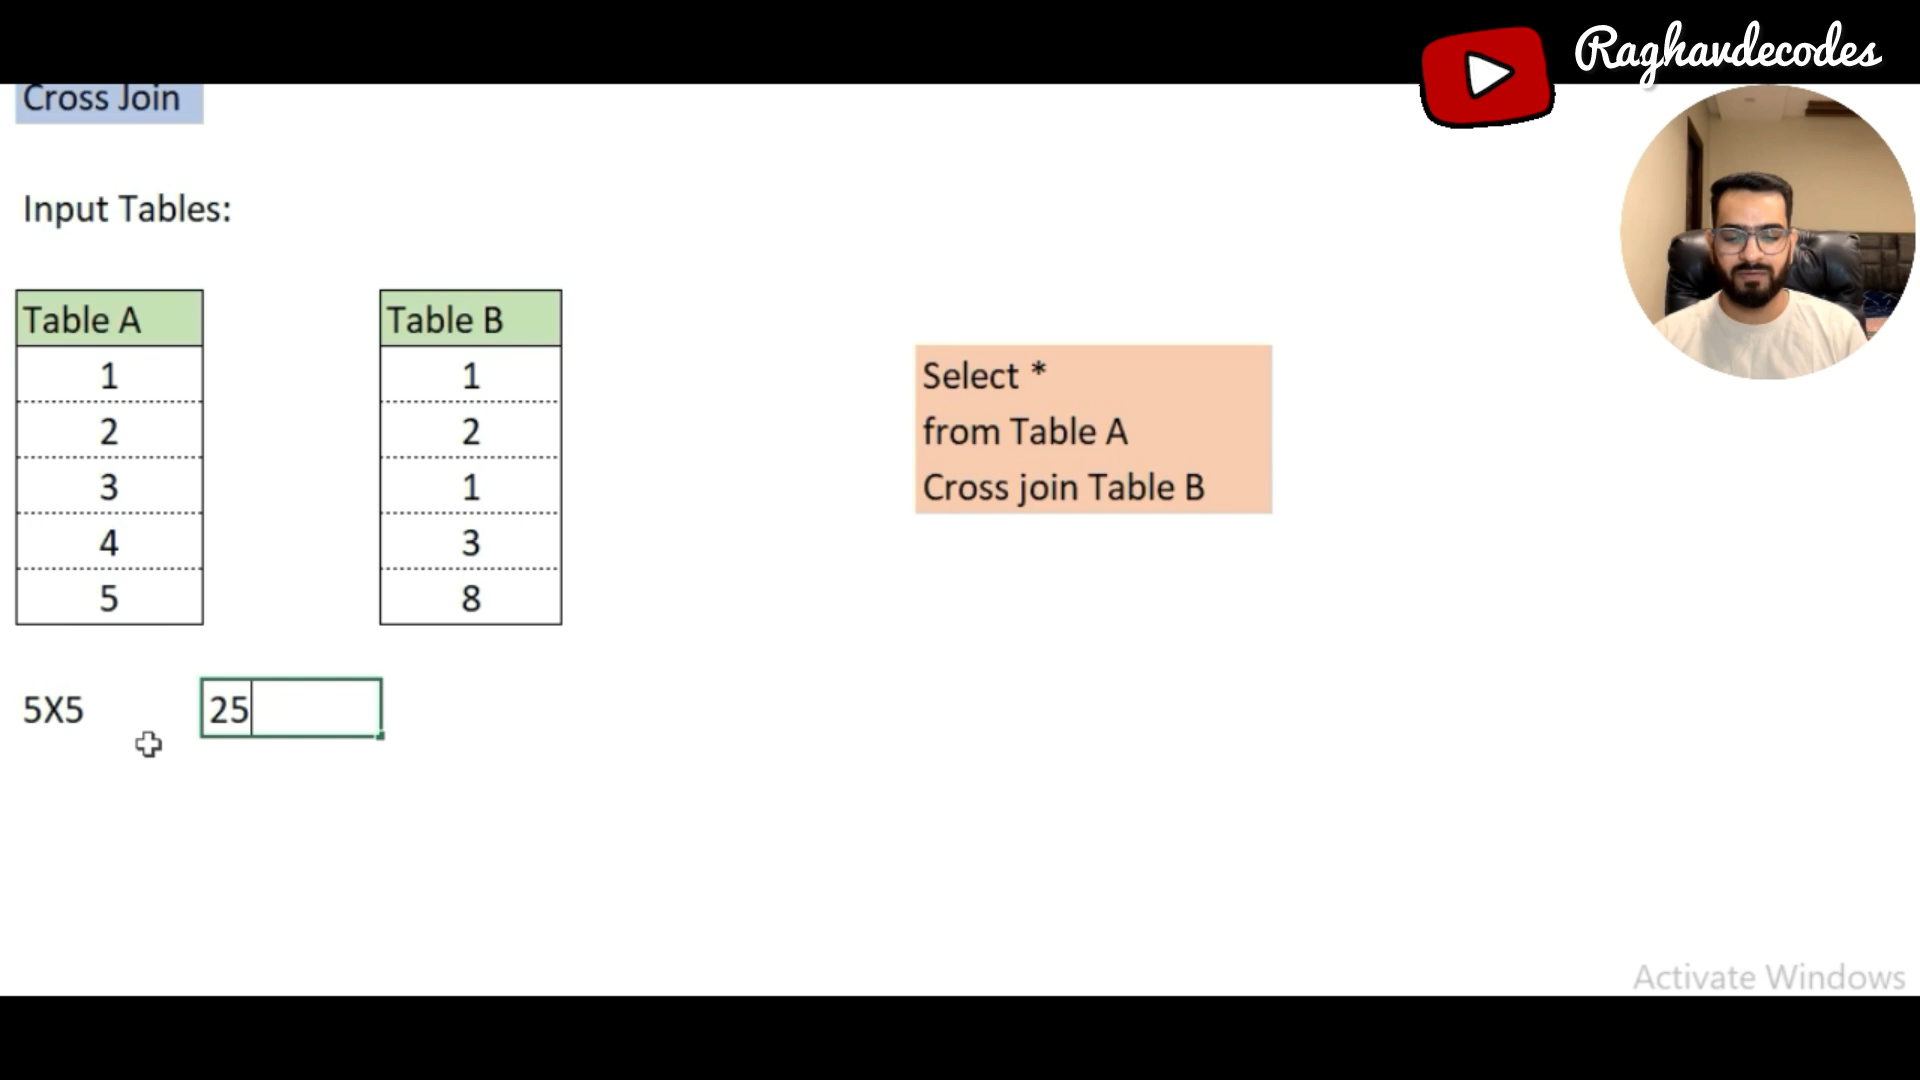 Raghavdecodes
Cross Join
Input Tables:
Table A
1
2
3
4
5
Table B
1
2
1
3
8
Select *
from Table A
Cross join Table B
5X5
25
Activate Windows